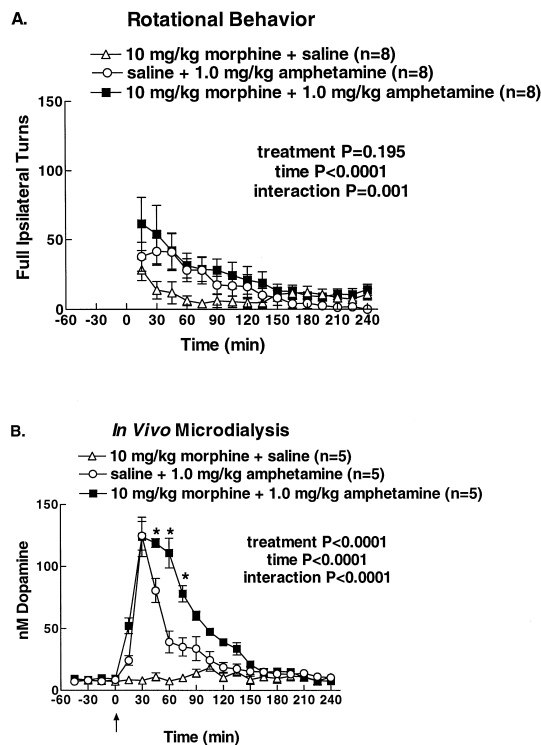 A.
Rotational Behavior
10 mg/kg morphine + saline (n=8)
saline + 1.0 mg/kg amphetamine (n=8)
10 mg/kg morphine + 1.0 mg/kg amphetamine (n=8)
150
100
50
0
Full Ipsilateral Turns
treatment P=0.195
time P<0.0001
interaction P=0.001
-60 -30 0 30 60 90 120 150 180 210 240
Time (min)
B.
In Vivo Microdialysis
10 mg/kg morphine + saline (n=5)
saline + 1.0 mg/kg amphetamine (n=5)
10 mg/kg morphine + 1.0 mg/kg amphetamine (n=5)
150
100
50
0
nM Dopamine
* *
*
treatment P<0.0001
time P<0.0001
interaction P<0.0001
-60 -30 0 30 60 90 120 150 180 210 240
Time (min)